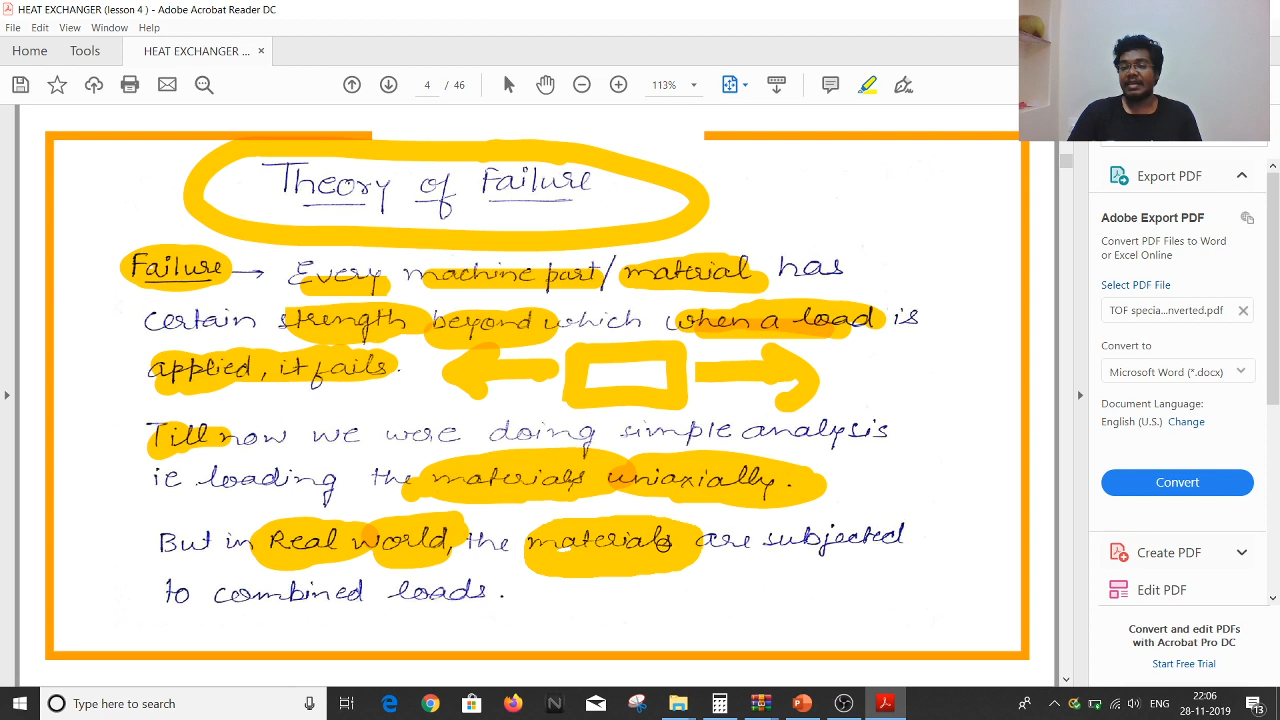 HEAT EXCHANGER (lesson 4 ) - Adobe Acrobat Reader DC
File Edit View Window Help
Home Tools HEAT EXCHANGER ... ×
4 / 46 113%
Theory of Failure
Failure → Every machine part/material has
certain strength beyond which when a load is
applied, it fails.
Till now we were doing simple analysis
ie loading the materials uniaxially.
But in Real world, the materials are subjected
to combined loads.
Export PDF
Adobe Export PDF
Convert PDF Files to Word
or Excel Online
Select PDF File
TOF specia...nverted.pdf
Convert to
Microsoft Word (*.docx)
Document Language:
English (U.S.) Change
Convert
Create PDF
Edit PDF
Convert and edit PDFs
with Acrobat Pro DC
Start Free Trial
Type here to search
ENG
22:06
28-11-2019